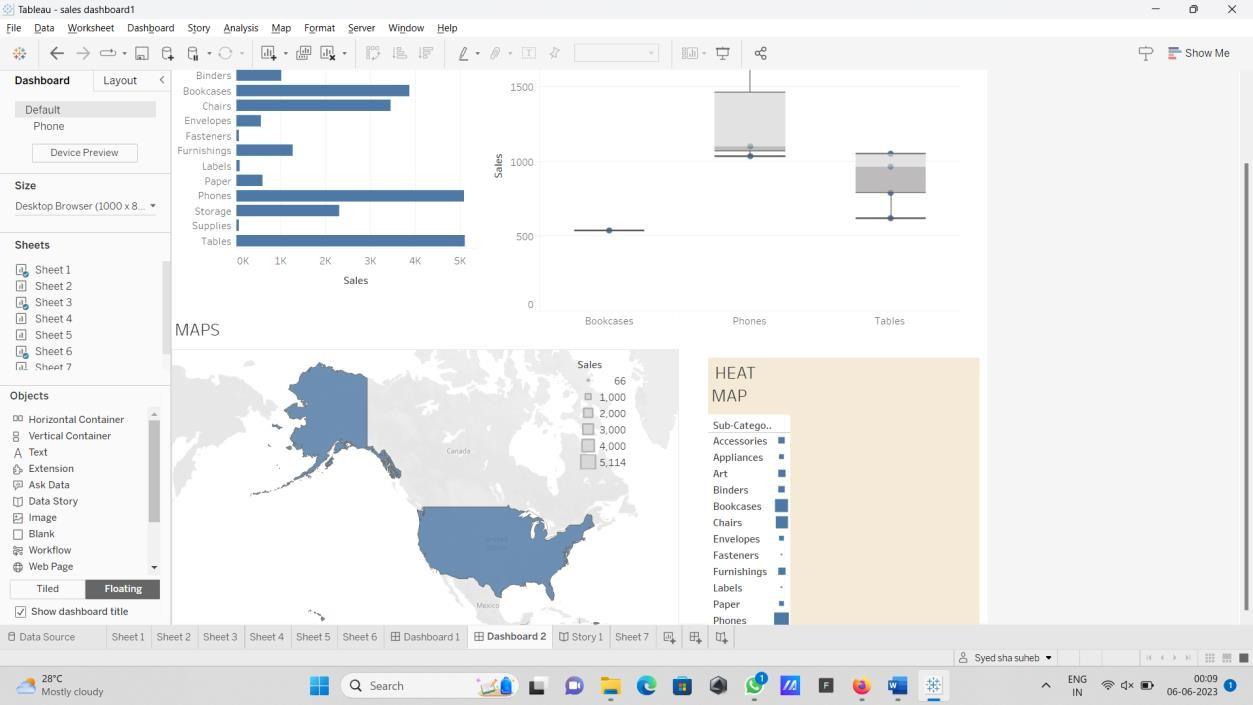 Tableau - sales dashboard1
File Data Worksheet Dashboard Story Analysis Map Format Server Window Help
Show Me
Dashboard Layout
Default
Phone
Device Preview
Size
Desktop Browser (1000 x 8...
Sheets
Sheet 1
Sheet 2
Sheet 3
Sheet 4
Sheet 5
Sheet 6
Sheet 7
Objects
Horizontal Container
Vertical Container
Text
Extension
Ask Data
Data Story
Image
Blank
Workflow
Web Page
Tiled Floating
Show dashboard title
Binders
Bookcases
Chairs
Envelopes
Fasteners
Furnishings
Labels
Paper
Phones
Storage
Supplies
Tables
0K 1K 2K 3K 4K 5K
Sales
1500
1000
500
0
Sales
Bookcases Phones Tables
MAPS
Sales
66
1,000
2,000
3,000
4,000
5,114
Canada
United
States
Mexico
HEAT
MAP
Sub-Catego..
Accessories
Appliances
Art
Binders
Bookcases
Chairs
Envelopes
Fasteners
Furnishings
Labels
Paper
Phones
Data Source Sheet 1 Sheet 2 Sheet 3 Sheet 4 Sheet 5 Sheet 6 Dashboard 1 Dashboard 2 Story 1 Sheet 7
Syed sha suheb
28°C
Mostly cloudy
Search
1
ENG
IN
00:09
06-06-2023
1